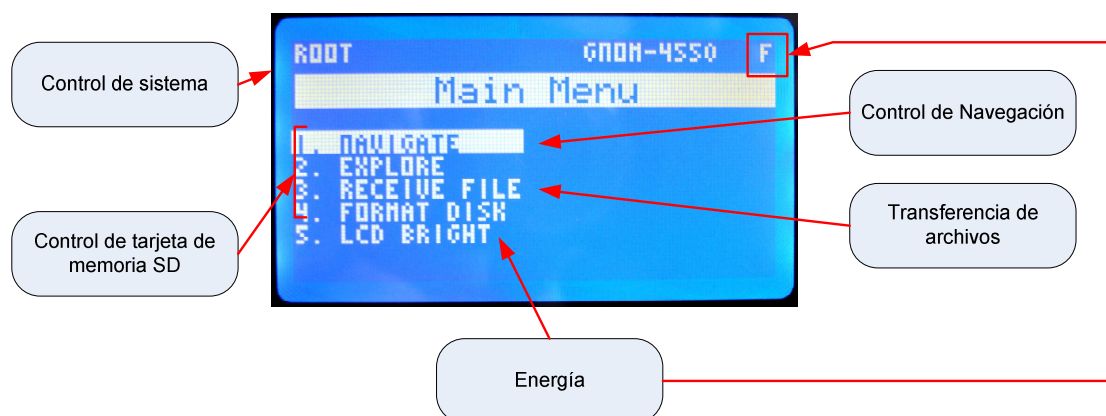 Control de sistema
Control de tarjeta de
memoria SD
ROOT GNOM-4550 F
Main Menu
1. NAVIGATE
2. EXPLORE
3. RECEIVE FILE
4. FORMAT DISK
5. LCD BRIGHT
Control de Navegación
Transferencia de
archivos
Energía